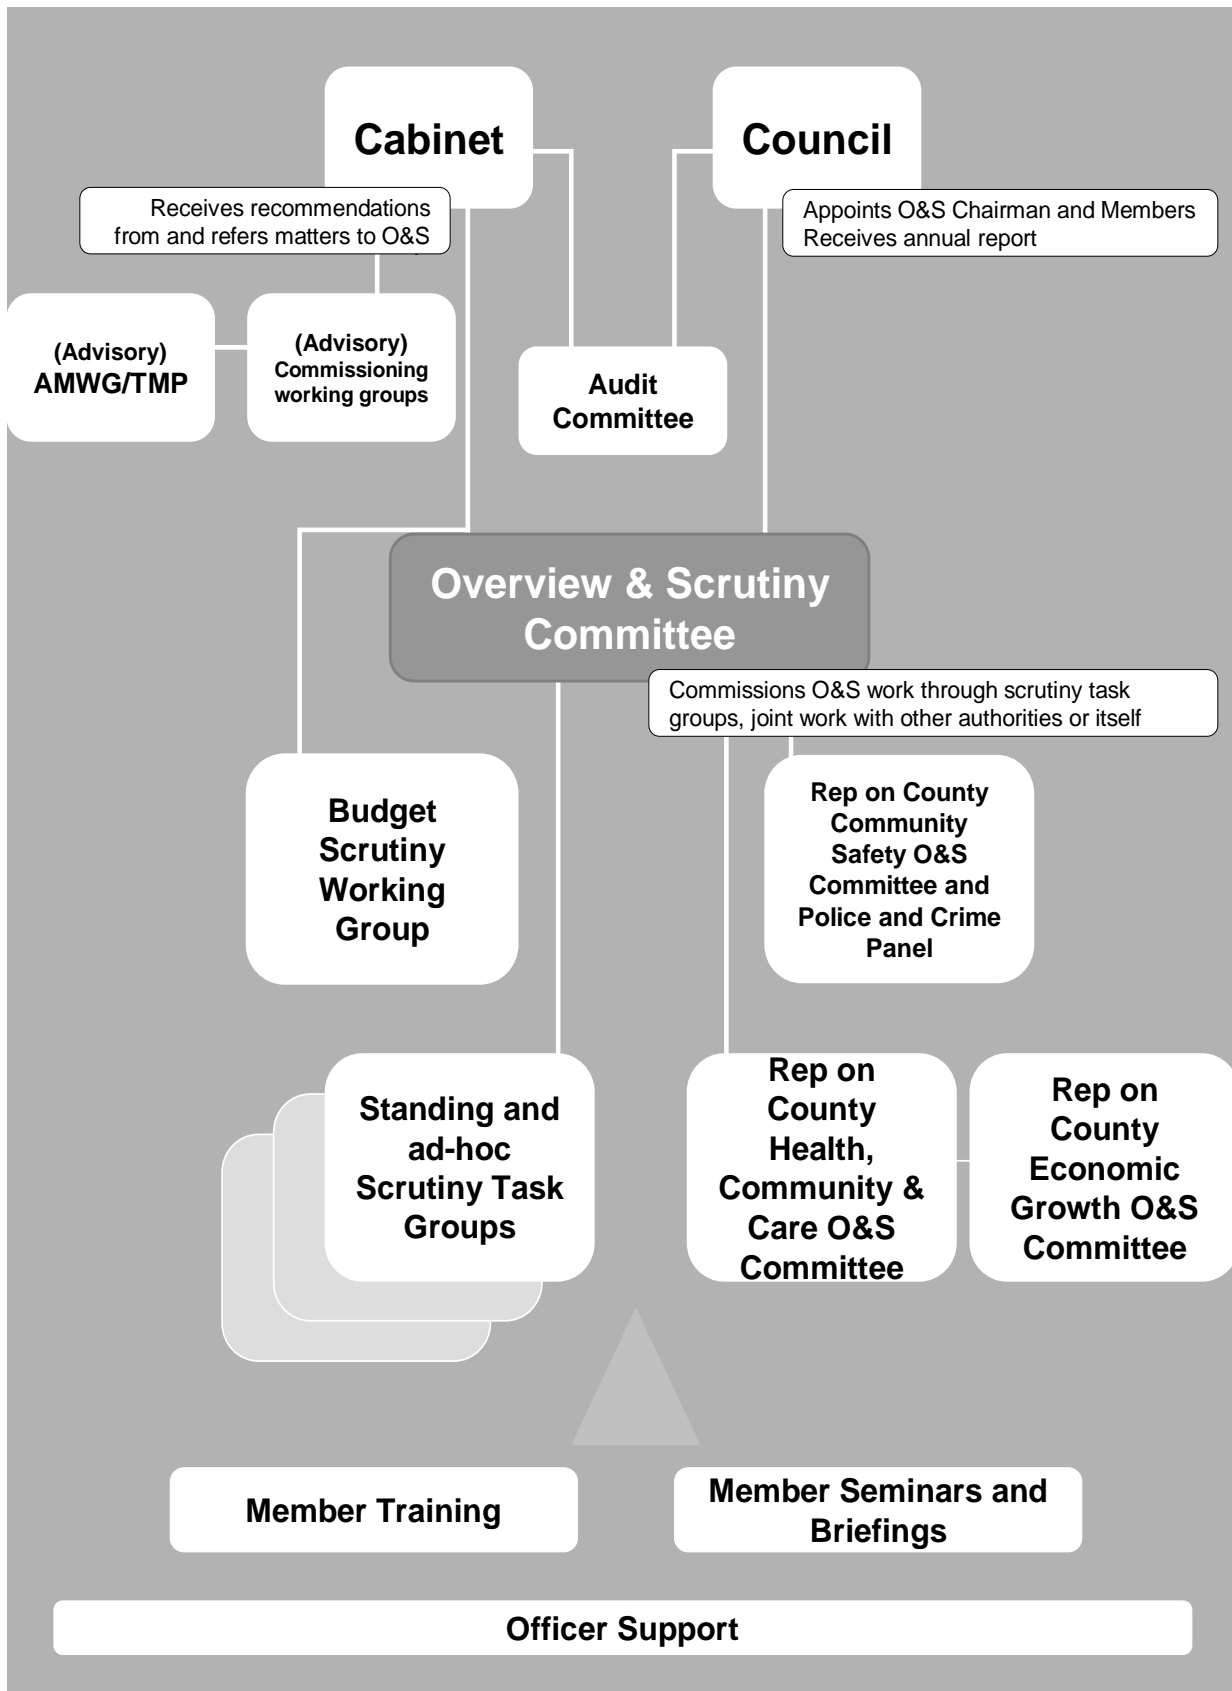 Cabinet
Council
Receives recommendations
from and refers matters to O&S
Appoints O&S Chairman and Members
Receives annual report
(Advisory)
AMWG/TMP
(Advisory)
Commissioning
working groups
Audit
Committee
Overview & Scrutiny
Committee
Commissions O&S work through scrutiny task
groups, joint work with other authorities or itself
Budget
Scrutiny
Working
Group
Rep on County
Community
Safety O&S
Committee and
Police and Crime
Panel
Standing and
ad-hoc
Scrutiny Task
Groups
Rep on
County
Health,
Community &
Care O&S
Committee
Rep on
County
Economic
Growth O&S
Committee
Member Training
Member Seminars and
Briefings
Officer Support